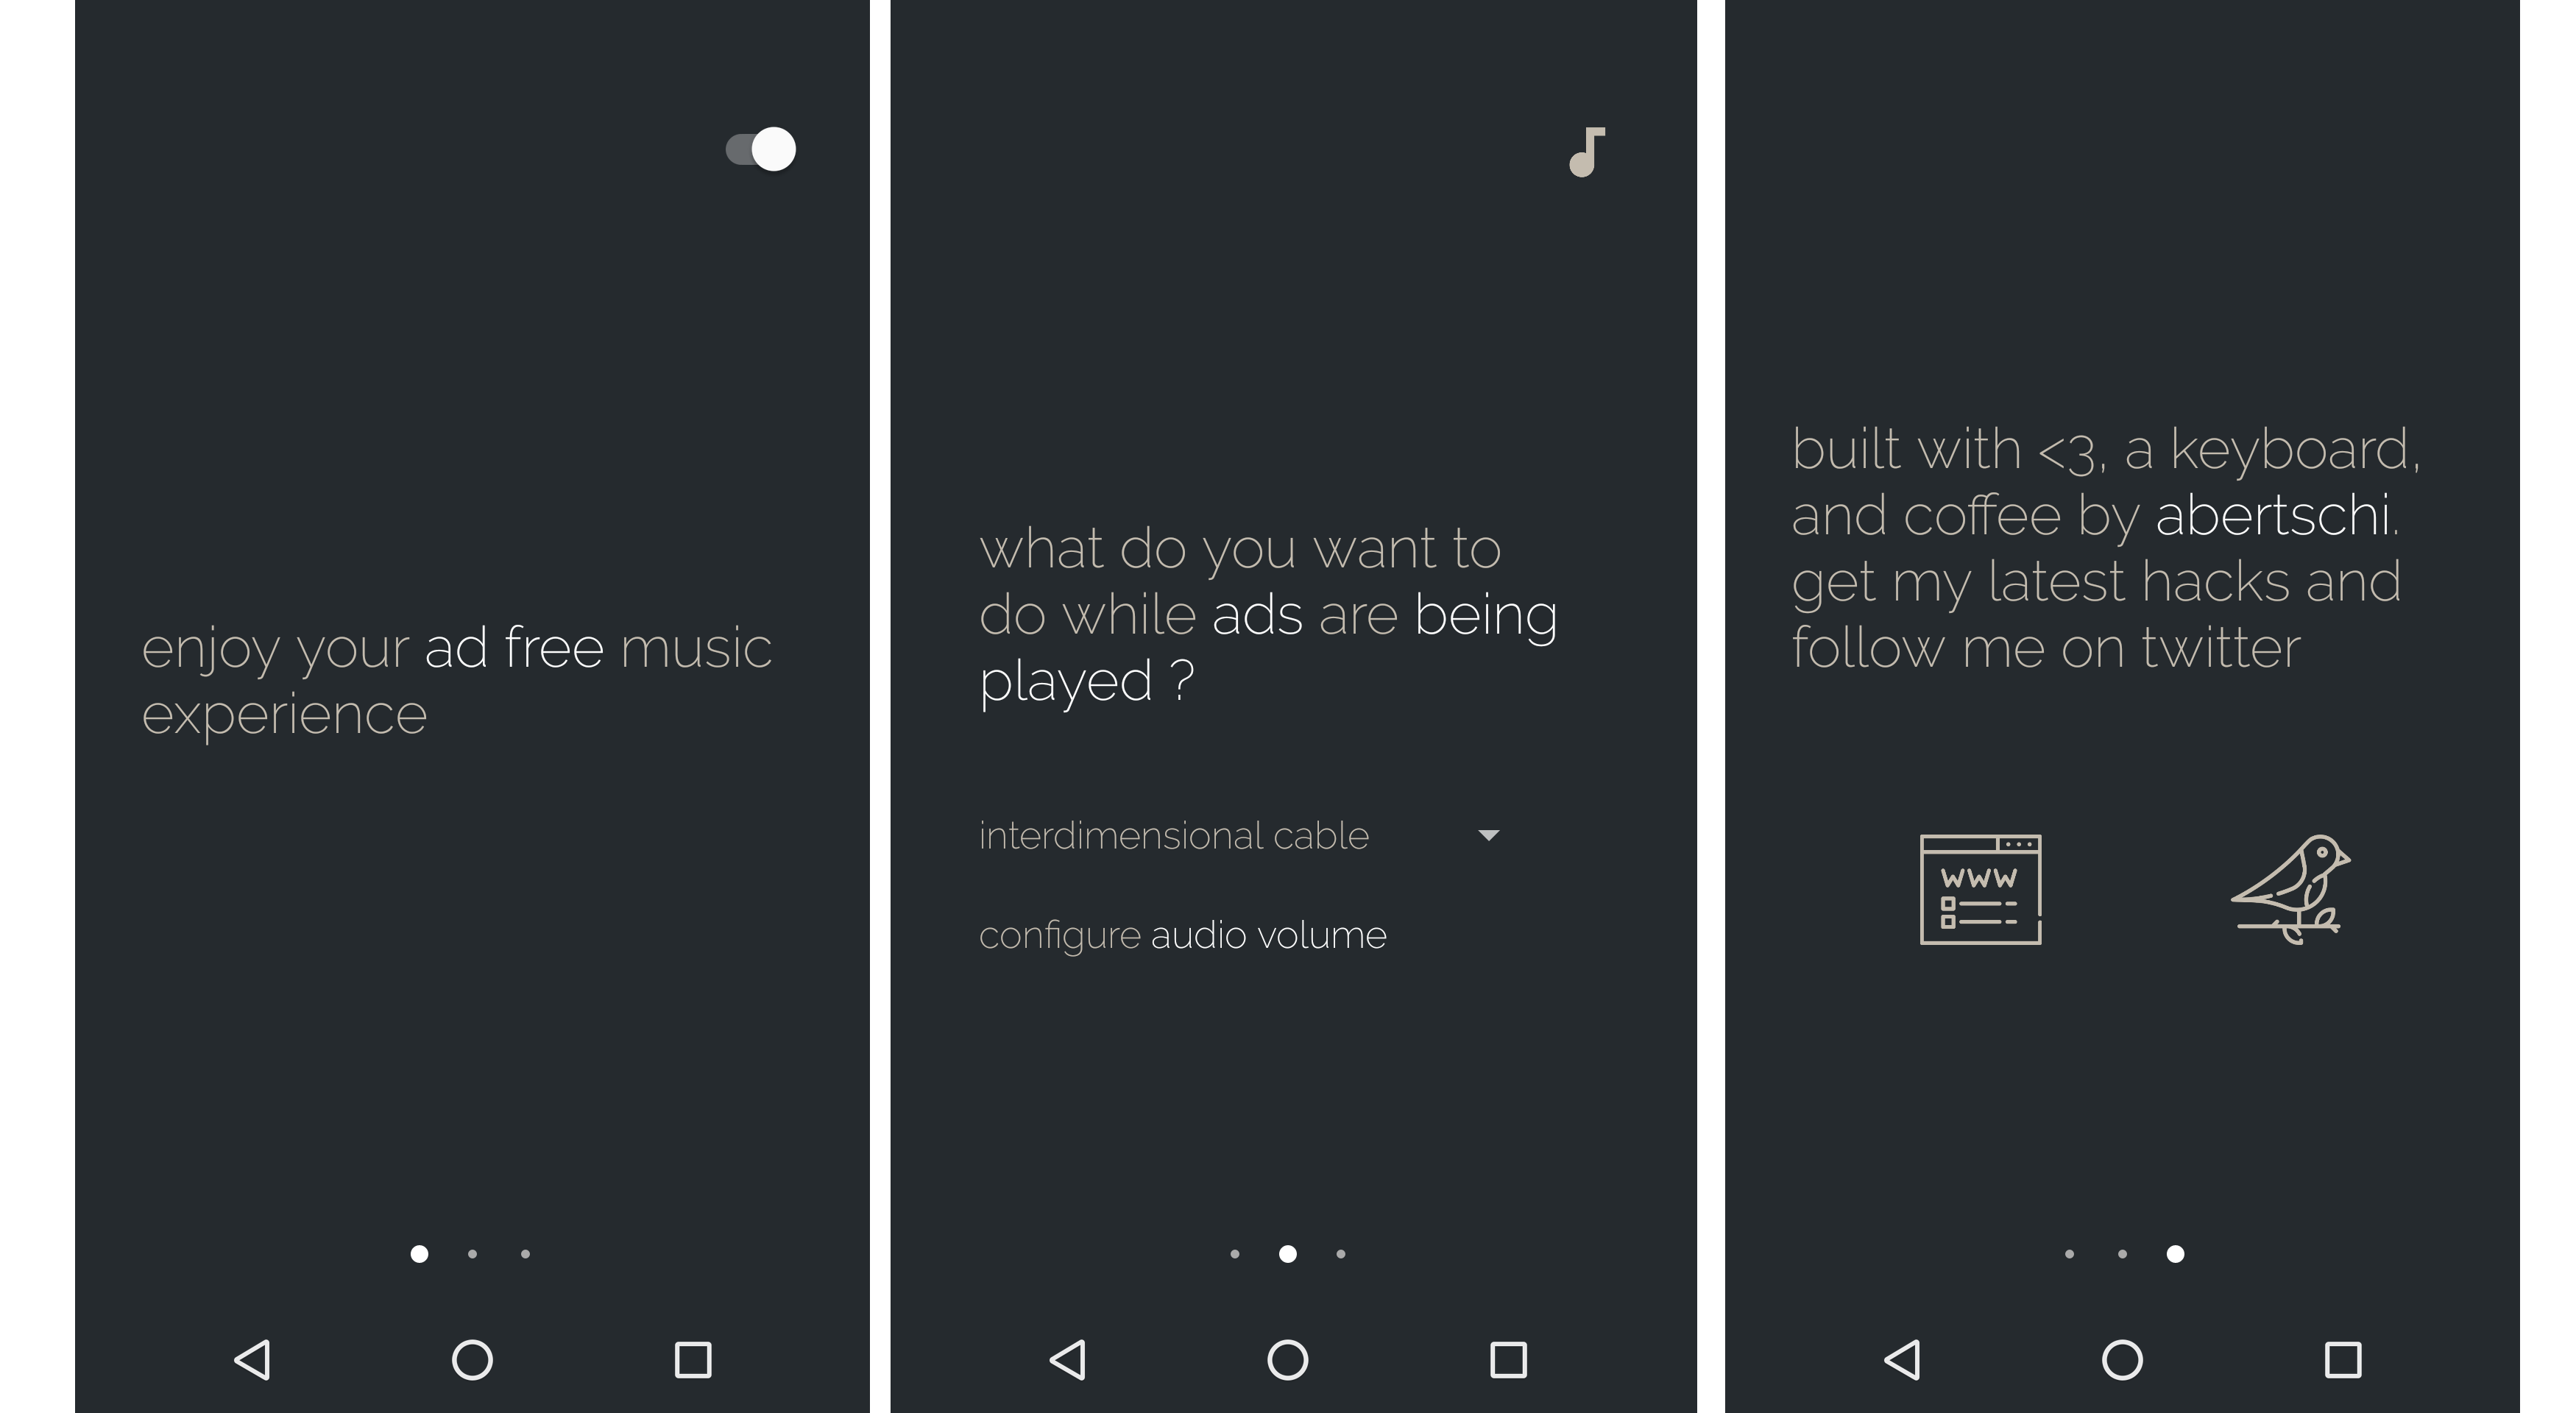 enjoy your ad free music
experience
what do you want to
do while ads are being
played ?
interdimensional cable
configure audio volume
built with <3, a keyboard,
and coffee by abertschi.
get my latest hacks and
follow me on twitter
WWW